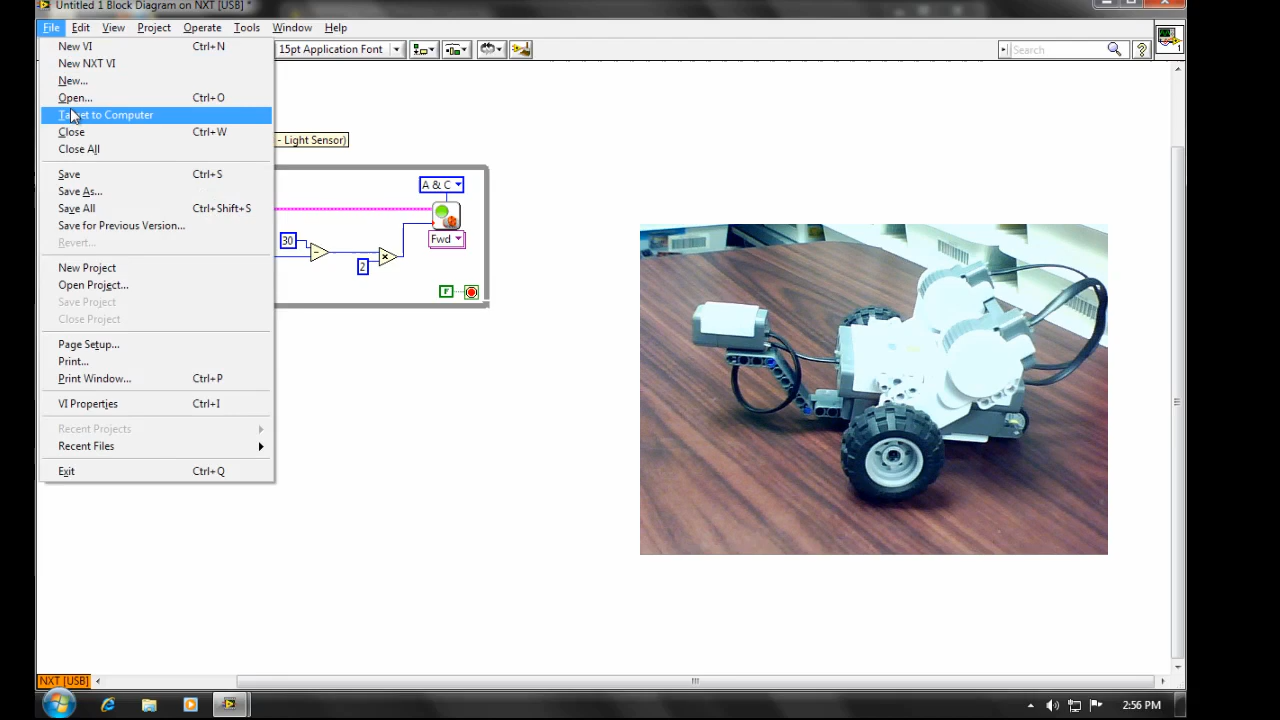 Untitled 1 Block Diagram on NXT [USB] *
File Edit View Project Operate Tools Window Help
15pt Application Font
Search
?
1
New VI Ctrl+N
New NXT VI
New...
Open... Ctrl+O
Target to Computer
Close Ctrl+W
Close All
Save Ctrl+S
Save As...
Save All Ctrl+Shift+S
Save for Previous Version...
Revert...
New Project
Open Project...
Save Project
Close Project
Page Setup...
Print...
Print Window... Ctrl+P
VI Properties Ctrl+I
Recent Projects
Recent Files
Exit Ctrl+Q
- Light Sensor)
A & C
30
Fwd
2
F
NXT [USB]
2:56 PM